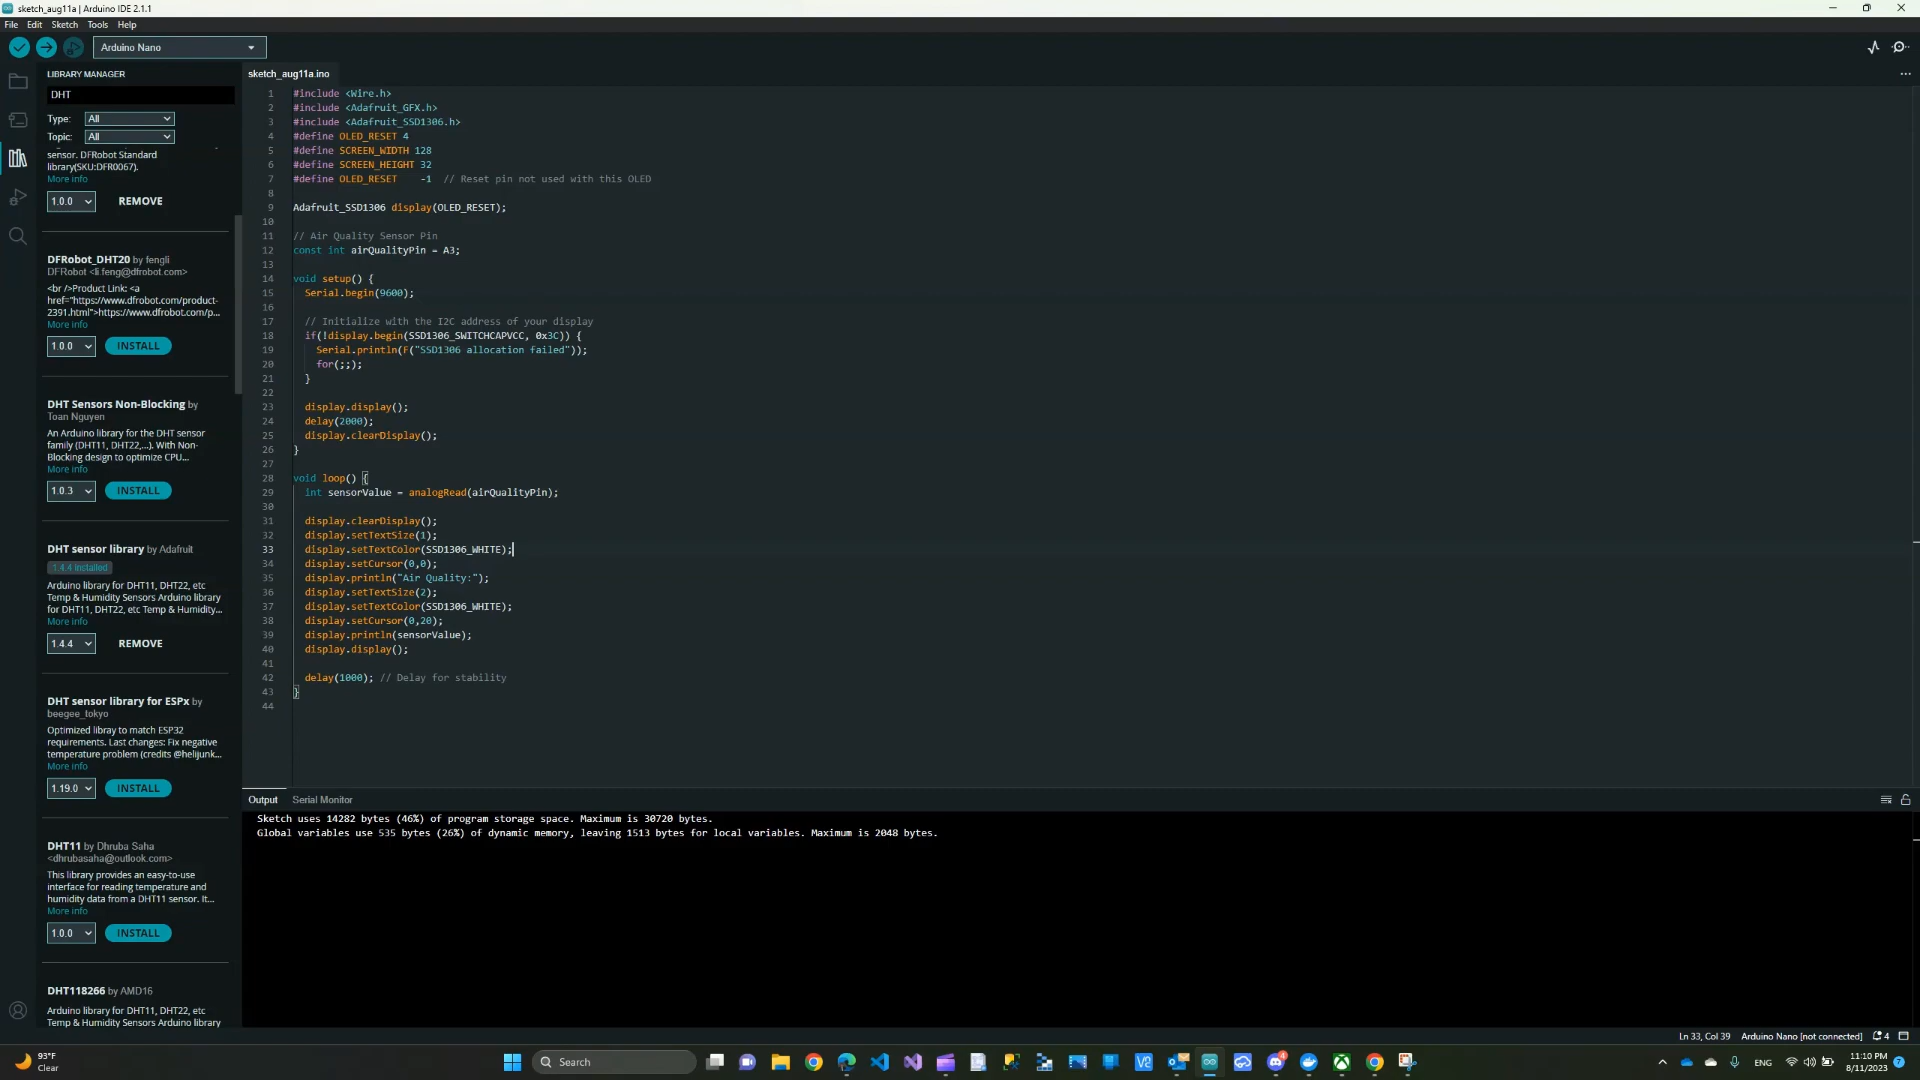 sketch_aug11a | Arduino IDE 2.1.1
File Edit Sketch Tools Help
Arduino Nano
LIBRARY MANAGER
DHT
Type: All
Topic: All
sensor. DFRobot Standard
library(SKU:DFR0067).
More info
1.0.0 REMOVE
DFRobot_DHT20 by fengli
DFRobot <li.feng@dfrobot.com>
<br />Product Link: <a
href="https://www.dfrobot.com/product-
2391.html">https://www.dfrobot.com/p...
More info
1.0.0 INSTALL
DHT Sensors Non-Blocking by
Toan Nguyen
An Arduino library for the DHT sensor
family (DHT11, DHT22,...). With Non-
Blocking design to optimize CPU...
More info
1.0.3 INSTALL
DHT sensor library by Adafruit
1.4.4 installed
Arduino library for DHT11, DHT22, etc
Temp & Humidity Sensors Arduino library
for DHT11, DHT22, etc Temp & Humidity...
More info
1.4.4 REMOVE
DHT sensor library for ESPx by
beegee_tokyo
Optimized libray to match ESP32
requirements. Last changes: Fix negative
temperature problem (credits @helijunk...
More info
1.19.0 INSTALL
DHT11 by Dhruba Saha
<dhrubasaha@outlook.com>
This library provides an easy-to-use
interface for reading temperature and
humidity data from a DHT11 sensor. It...
More info
1.0.0 INSTALL
DHT118266 by AMD16
Arduino library for DHT11, DHT22, etc
Temp & Humidity Sensors Arduino library
sketch_aug11a.ino
1 #include <Wire.h>
2 #include <Adafruit_GFX.h>
3 #include <Adafruit_SSD1306.h>
4 #define OLED_RESET 4
5 #define SCREEN_WIDTH 128
6 #define SCREEN_HEIGHT 32
7 #define OLED_RESET    -1  // Reset pin not used with this OLED
8
9 Adafruit_SSD1306 display(OLED_RESET);
10
11 // Air Quality Sensor Pin
12 const int airQualityPin = A3;
13
14 void setup() {
15   Serial.begin(9600);
16
17   // Initialize with the I2C address of your display
18   if(!display.begin(SSD1306_SWITCHCAPVCC, 0x3C)) {
19     Serial.println(F("SSD1306 allocation failed"));
20     for(;;);
21   }
22
23   display.display();
24   delay(2000);
25   display.clearDisplay();
26 }
27
28 void loop() {
29   int sensorValue = analogRead(airQualityPin);
30
31   display.clearDisplay();
32   display.setTextSize(1);
33   display.setTextColor(SSD1306_WHITE);
34   display.setCursor(0,0);
35   display.println("Air Quality:");
36   display.setTextSize(2);
37   display.setTextColor(SSD1306_WHITE);
38   display.setCursor(0,20);
39   display.println(sensorValue);
40   display.display();
41
42   delay(1000); // Delay for stability
43 }
44
Output Serial Monitor
Sketch uses 14282 bytes (46%) of program storage space. Maximum is 30720 bytes.
Global variables use 535 bytes (26%) of dynamic memory, leaving 1513 bytes for local variables. Maximum is 2048 bytes.
Ln 33, Col 39 Arduino Nano [not connected] 4
93°F
Clear
Search
V2
4
ENG
11:10 PM
8/11/2023
7